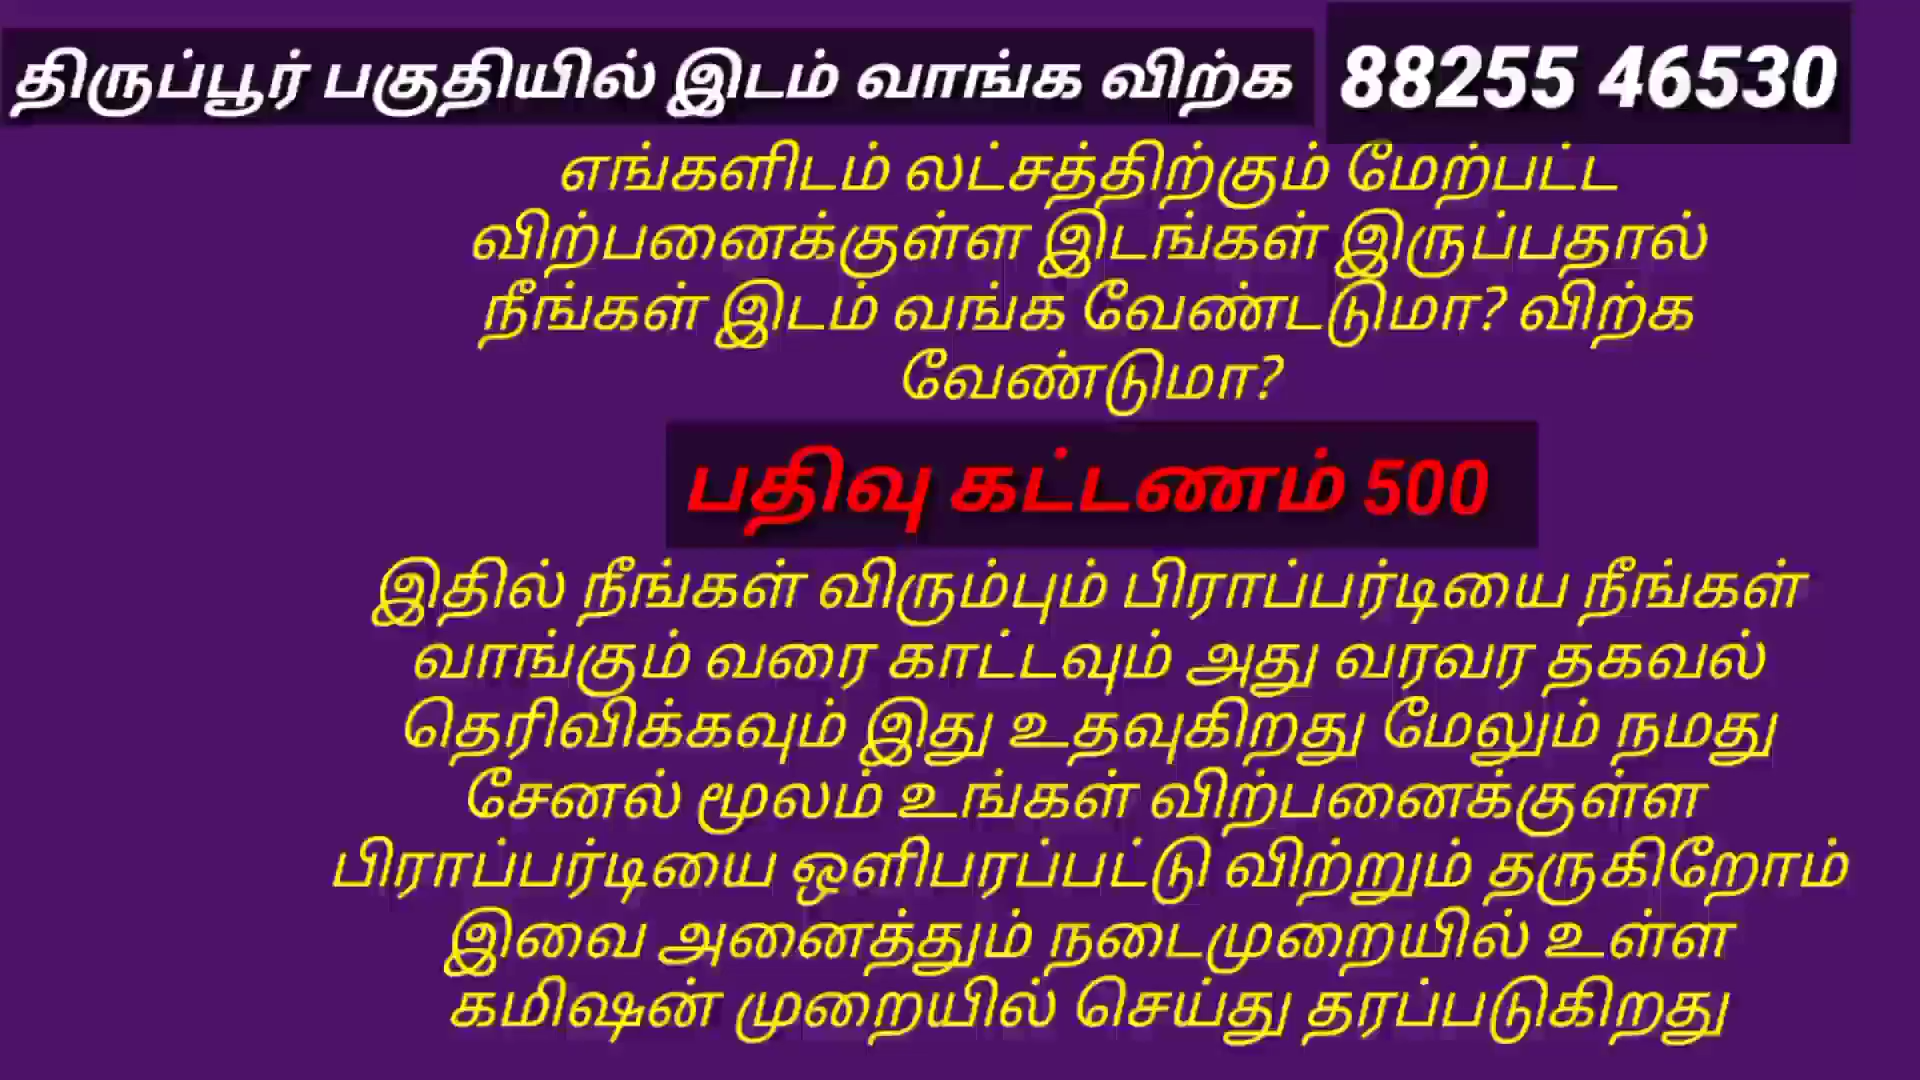 திருப்பூர் பகுதியில் இடம் வாங்க விற்க 88255 46530
எங்களிடம் லட்சத்திற்கும் மேற்பட்ட
விற்பனைக்குள்ள இடங்கள் இருப்பதால்
நீங்கள் இடம் வங்க வேண்டடுமா? விற்க
வேண்டுமா?
பதிவு கட்டணம் 500
இதில் நீங்கள் விரும்பும் பிராப்பர்டியை நீங்கள்
வாங்கும் வரை காட்டவும் அது வரவர தகவல்
தெரிவிக்கவும் இது உதவுகிறது மேலும் நமது
சேனல் மூலம் உங்கள் விற்பனைக்குள்ள
பிராப்பர்டியை ஒளிபரப்பட்டு விற்றும் தருகிறோம்
இவை அனைத்தும் நடைமுறையில் உள்ள
கமிஷன் முறையில் செய்து தரப்படுகிறது